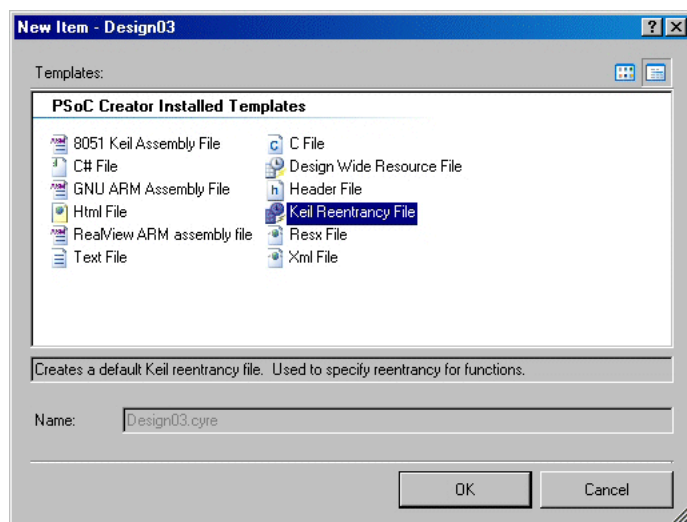 New Item - Design03
Templates:
PSoC Creator Installed Templates
8051 Keil Assembly File
C File
C# File
Design Wide Resource File
GNU ARM Assembly File
Header File
Html File
Keil Reentrancy File
RealView ARM assembly file
Resx File
Text File
Xml File
Creates a default Keil reentrancy file. Used to specify reentrancy for functions.
Name: Design03.cyre
OK Cancel